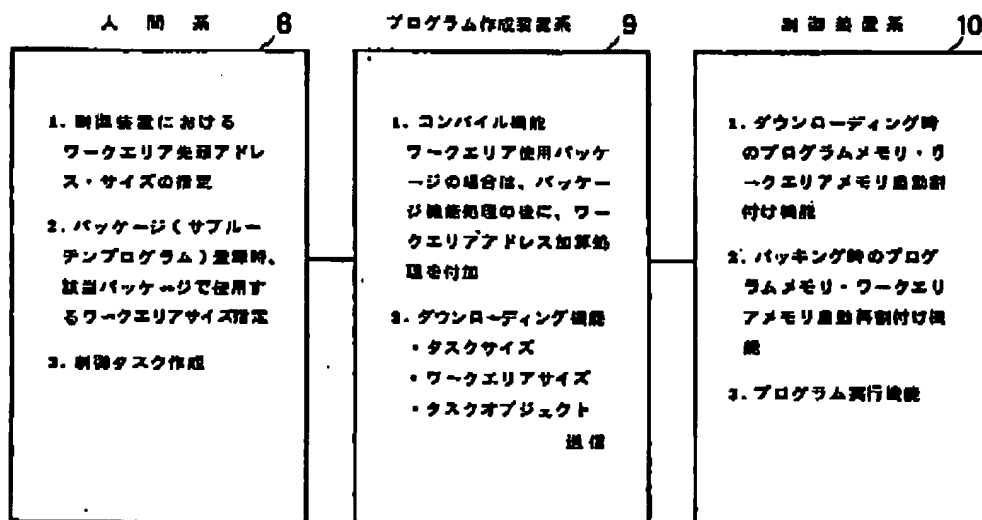 人間系 8
1. 制御装置における
ワークエリア先頭アドレ
ス・サイズの指定
2. パッケージ(サブルー
チンプログラム)登録時、
該当パッケージで使用す
るワークエリアサイズ指定
3. 制御タスク作成
プログラム作成装置系 9
1. コンパイル機能
ワークエリア使用パッケ
ージの場合は、パッケー
ジ機能処理の後に、ワー
クエリアアドレス加算処
理を付加
2. ダウンローディング機能
・タスクサイズ
・ワークエリアサイズ
・タスクオブジェクト
送信
制御装置系 10
1. ダウンローディング時
のプログラムメモリ・ワ
ークエリアメモリ自動割
付け機能
2. パッキング時のプログ
ラムメモリ・ワークエリ
アメモリ自動再割付け機
能
3. プログラム実行機能